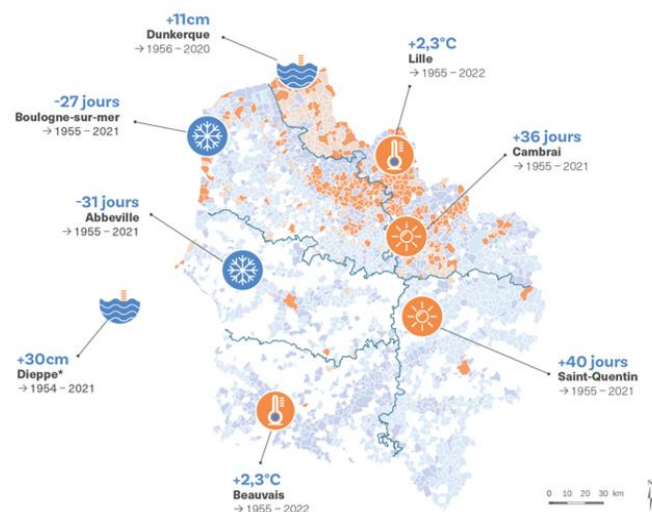 +11cm
Dunkerque
→ 1956 – 2020
+2,3°C
Lille
→ 1955 – 2022
-27 jours
Boulogne-sur-mer
→ 1955 – 2021
+36 jours
Cambrai
→ 1955 – 2021
-31 jours
Abbeville
→ 1955 – 2021
+30cm
Dieppe*
→ 1954 – 2021
+40 jours
Saint-Quentin
→ 1955 – 2021
+2,3°C
Beauvais
→ 1955 – 2022
0 10 20 30 km
N